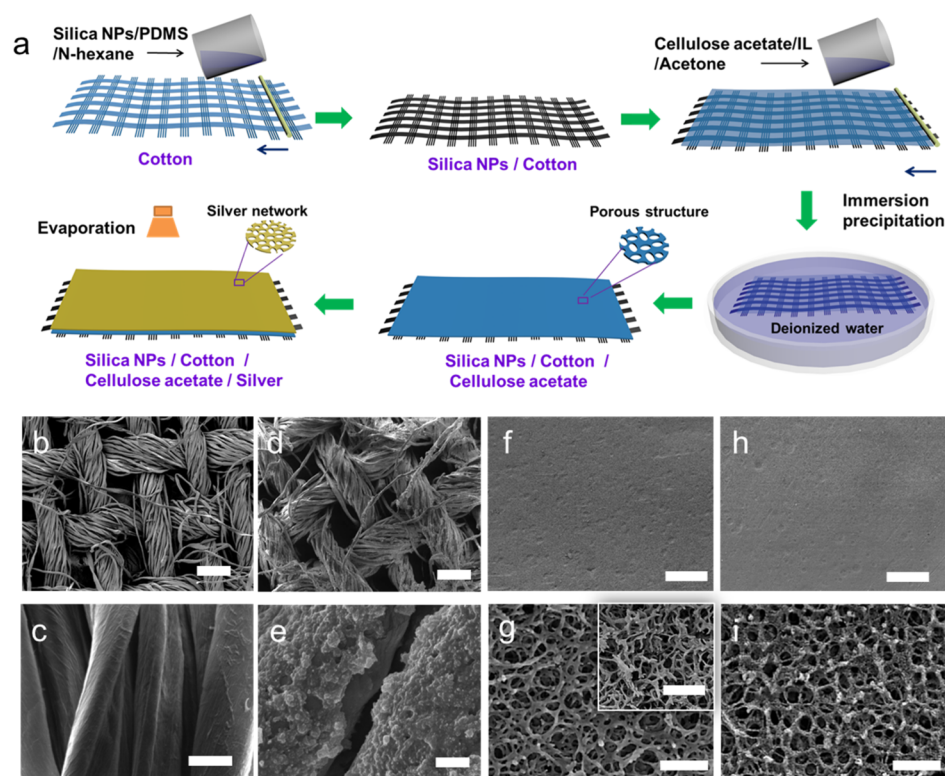 a
Silica NPs/PDMS
/N-hexane
Cotton
Silica NPs / Cotton
Cellulose acetate/IL
/Acetone
Immersion
precipitation
Evaporation
Silver network
Porous structure
Deionized water
Silica NPs / Cotton /
Cellulose acetate / Silver
Silica NPs / Cotton /
Cellulose acetate
b
d
f
h
c
e
g
i